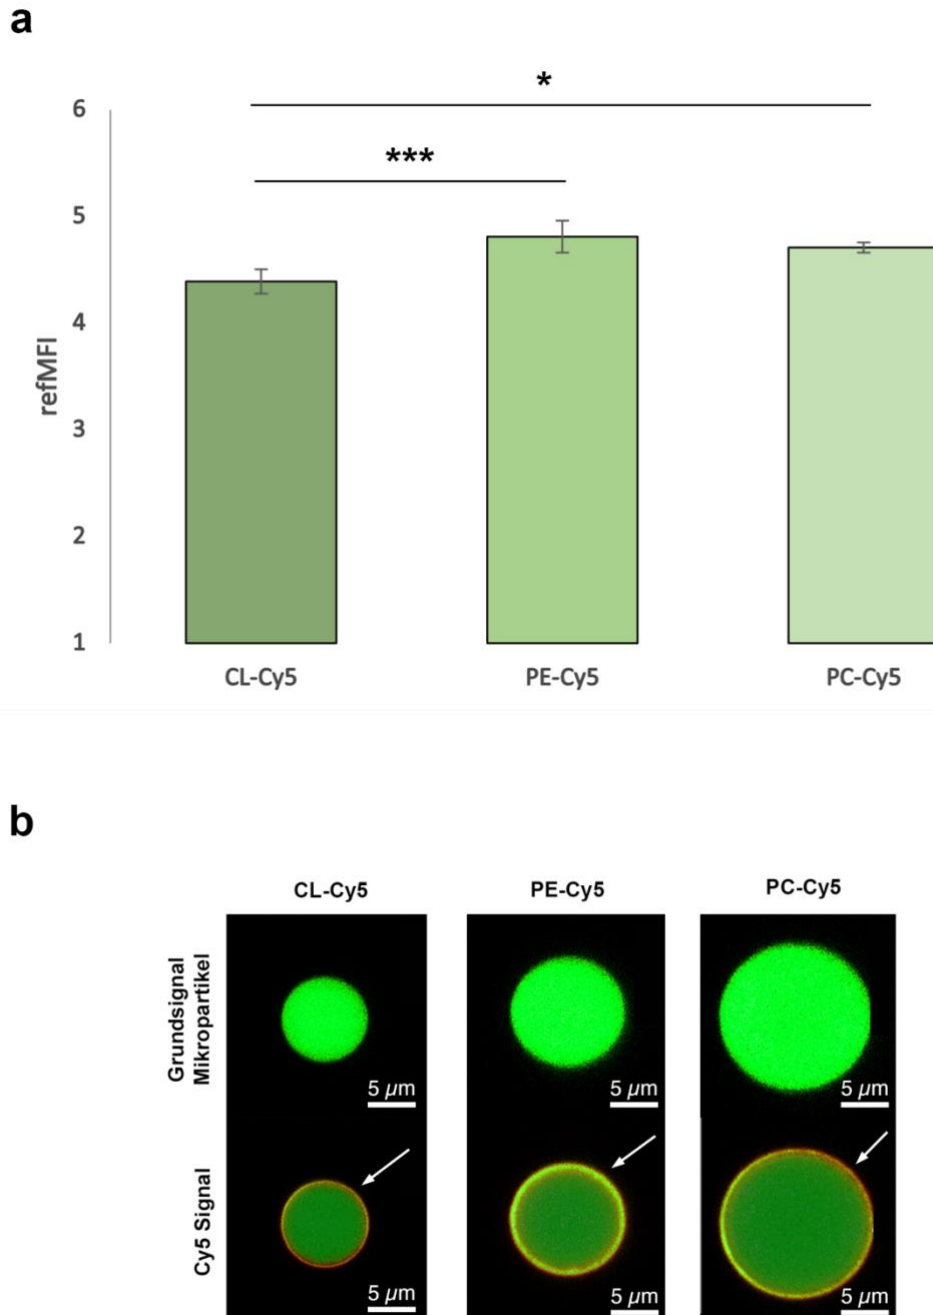 a
*
***
6
5
4
3
2
1
refMFI
CL-Cy5 PE-Cy5 PC-Cy5
b
CL-Cy5 PE-Cy5 PC-Cy5
Grundsignal
Mikropartikel
5 µm 5 µm 5 µm
Cy5 Signal
5 µm 5 µm 5 µm